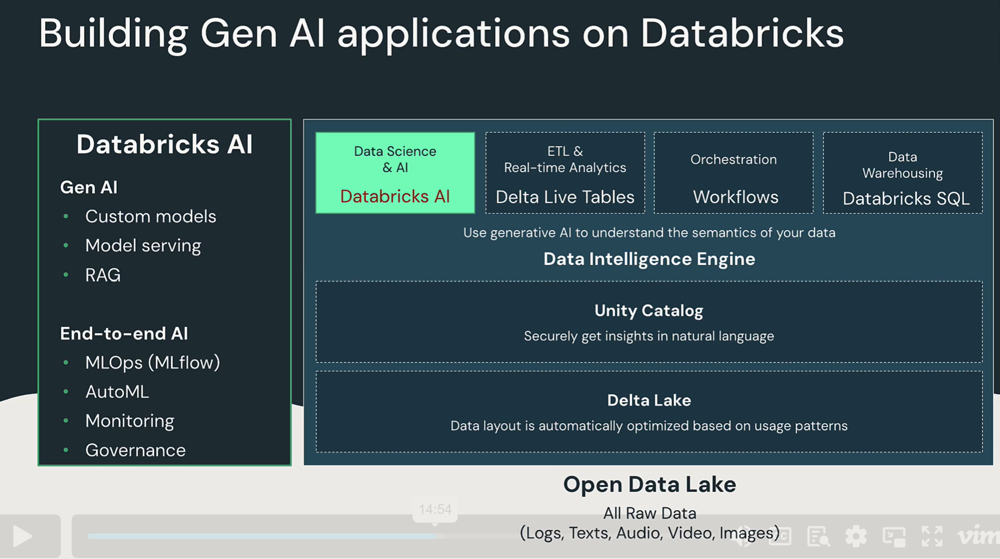 Building Gen AI applications on Databricks
Databricks AI
Gen AI
• Custom models
• Model serving
• RAG
End-to-end AI
• MLOps (MLflow)
• AutoML
• Monitoring
• Governance
Data Science
& AI
Databricks AI
ETL &
Real-time Analytics
Delta Live Tables
Orchestration
Workflows
Data
Warehousing
Databricks SQL
Use generative AI to understand the semantics of your data
Data Intelligence Engine
Unity Catalog
Securely get insights in natural language
Delta Lake
Data layout is automatically optimized based on usage patterns
Open Data Lake
All Raw Data
(Logs, Texts, Audio, Video, Images)
14:54
CC
vim